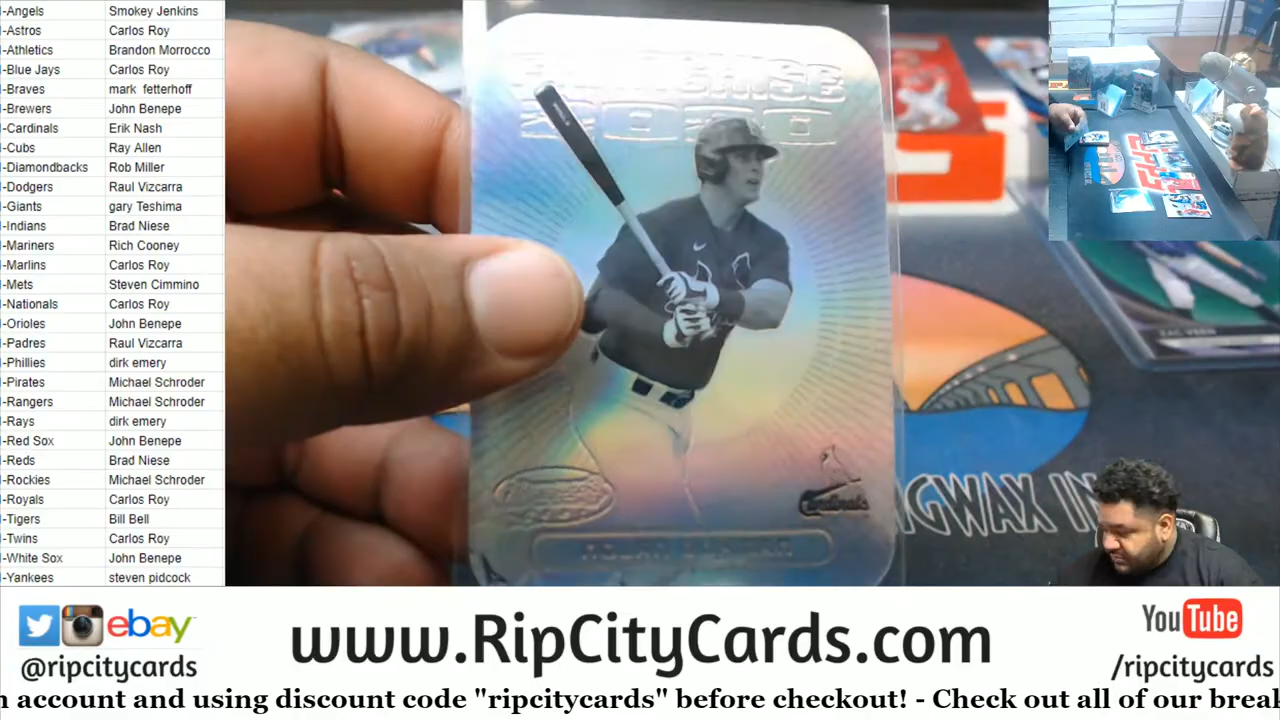 -Angels Smokey Jenkins
-Astros Carlos Roy
-Athletics Brandon Morrocco
-Blue Jays Carlos Roy
-Braves mark fetterhoff
-Brewers John Benepe
-Cardinals Erik Nash
-Cubs Ray Allen
-Diamondbacks Rob Miller
-Dodgers Raul Vizcarra
-Giants gary Teshima
-Indians Brad Niese
-Mariners Rich Cooney
-Marlins Carlos Roy
-Mets Steven Cimmino
-Nationals Carlos Roy
-Orioles John Benepe
-Padres Raul Vizcarra
-Phillies dirk emery
-Pirates Michael Schroder
-Rangers Michael Schroder
-Rays dirk emery
-Red Sox John Benepe
-Reds Brad Niese
-Rockies Michael Schroder
-Royals Carlos Roy
-Tigers Bill Bell
-Twins Carlos Roy
-White Sox John Benepe
-Yankees steven pidcock
FRANCHISE
2020
Cardinals
GWAX IN
ebay
@ripcitycards
www.RipCityCards.com
YouTube
/ripcitycards
n account and using discount code "ripcitycards" before checkout! - Check out all of our brea